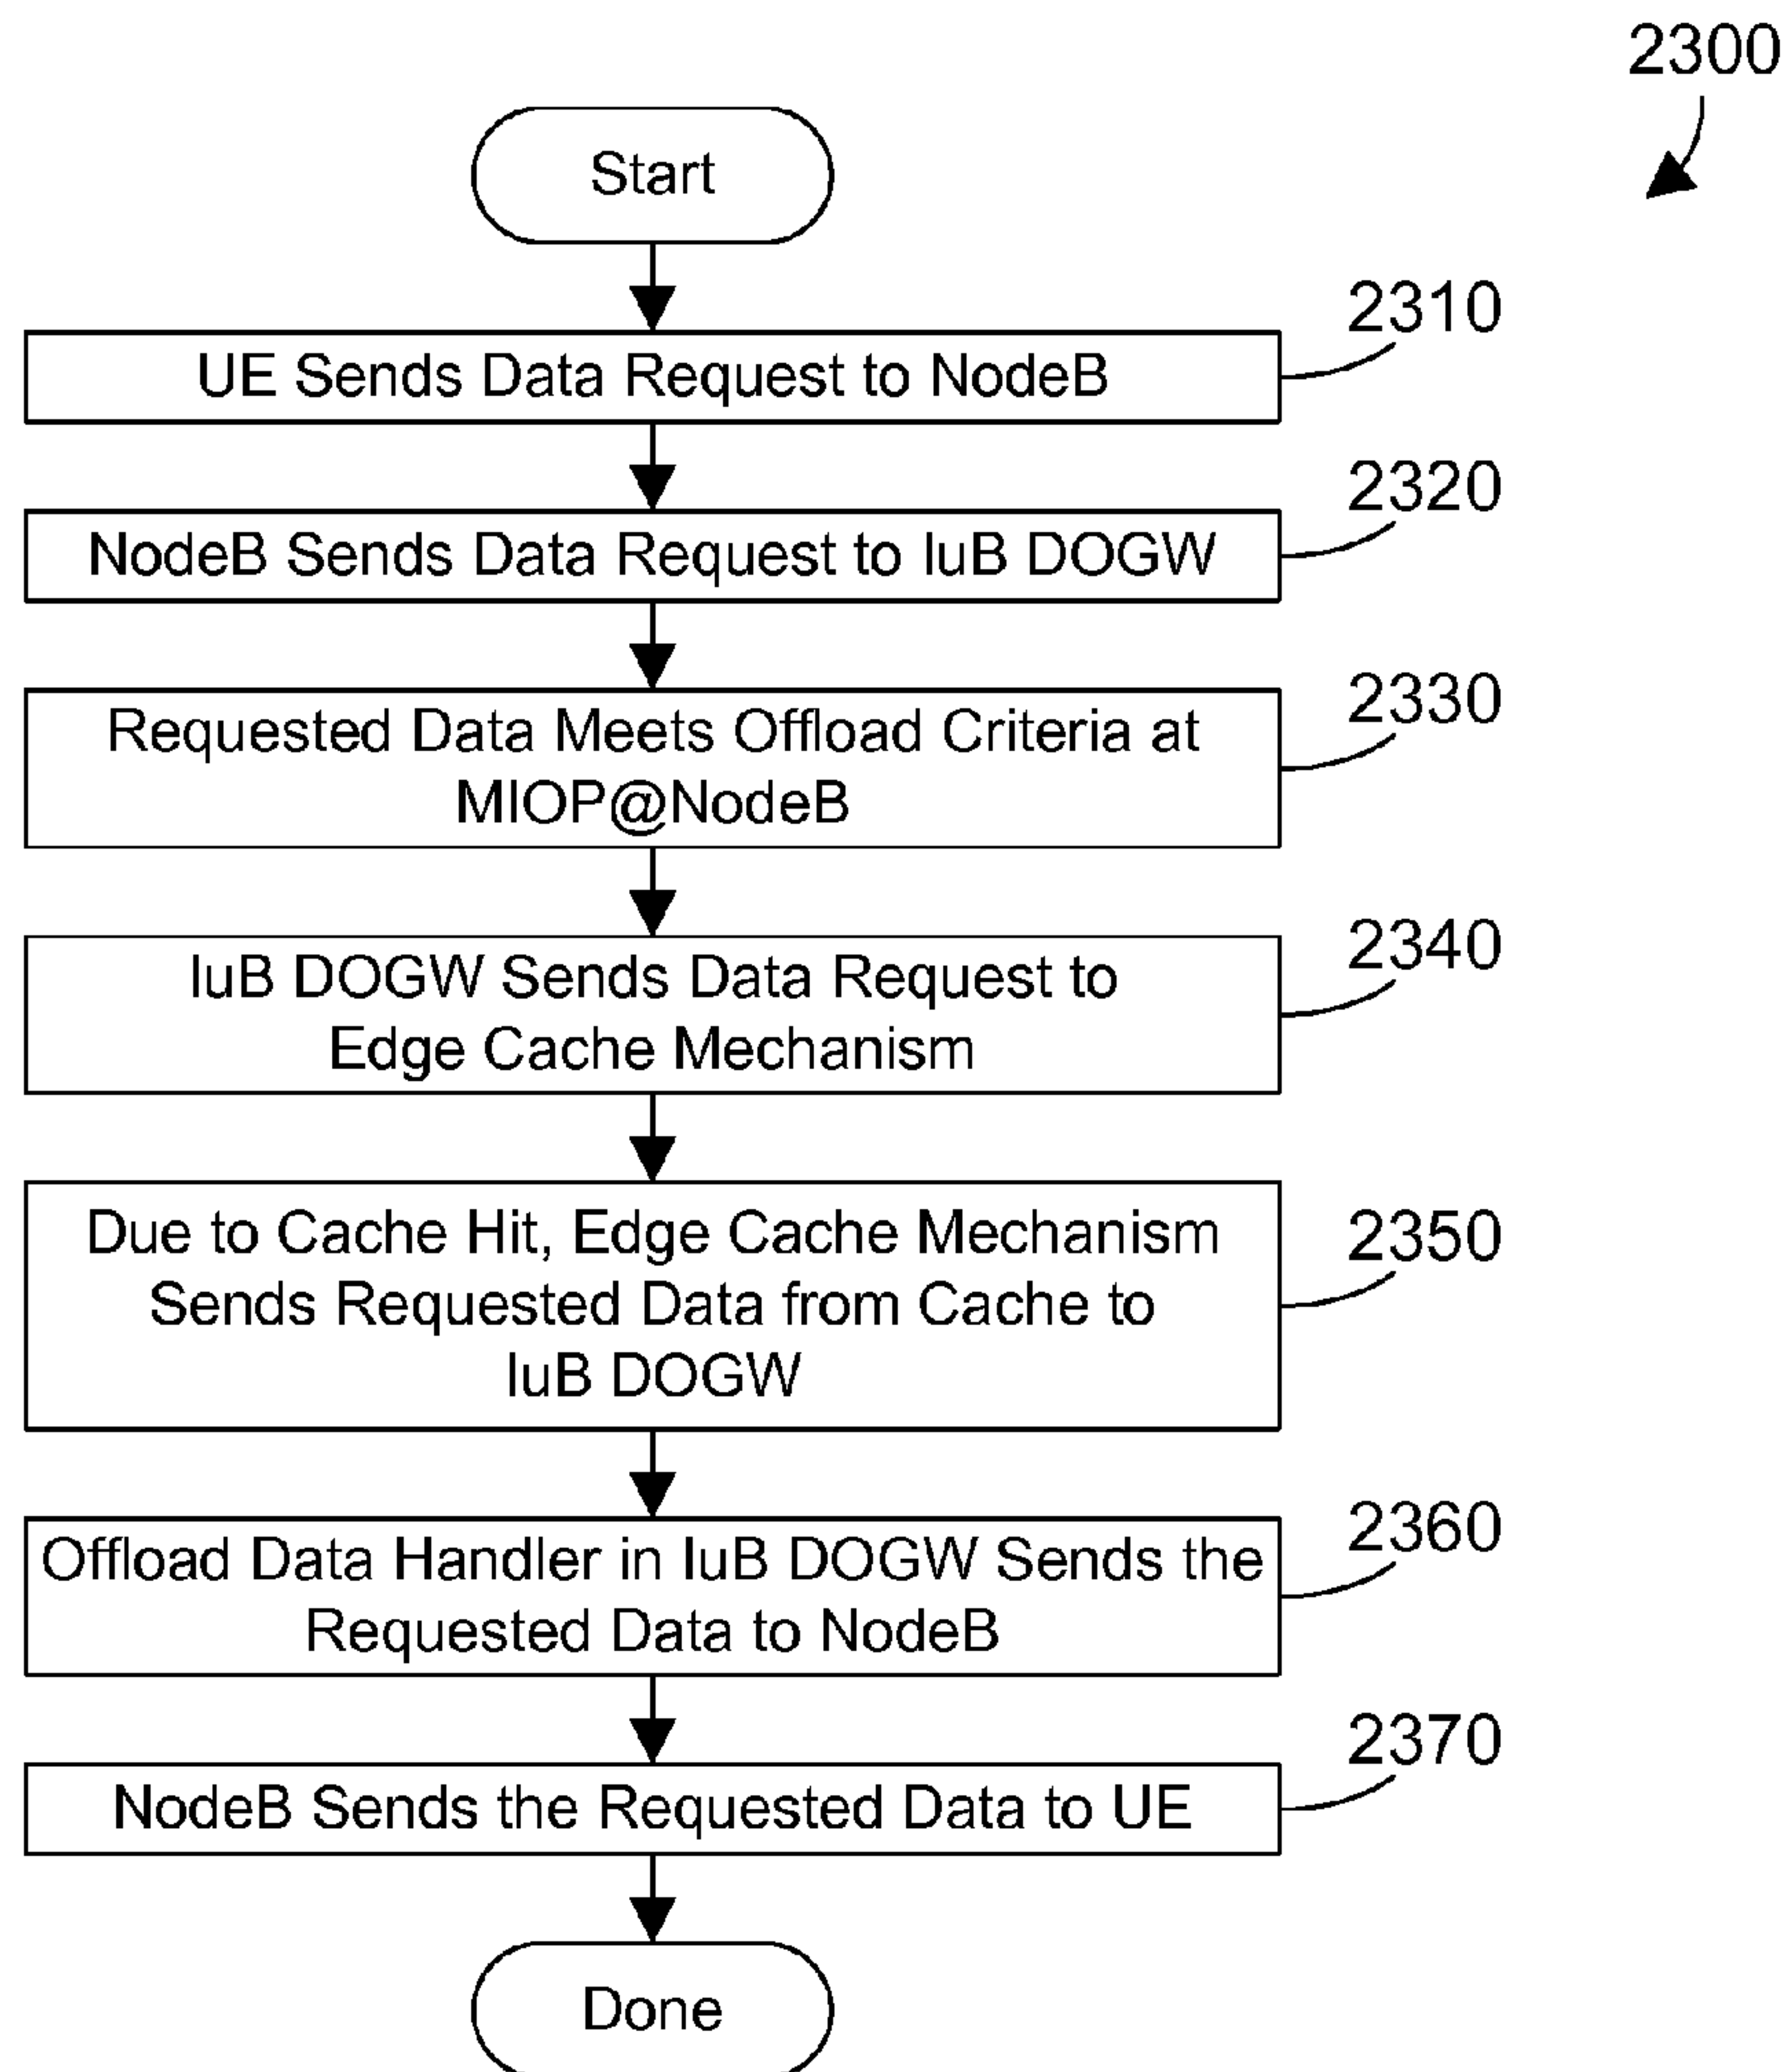 2300
Start
2310
UE Sends Data Request to NodeB
2320
NodeB Sends Data Request to IuB DOGW
2330
Requested Data Meets Offload Criteria at
MIOP@NodeB
2340
IuB DOGW Sends Data Request to
Edge Cache Mechanism
2350
Due to Cache Hit, Edge Cache Mechanism
Sends Requested Data from Cache to
IuB DOGW
2360
Offload Data Handler in IuB DOGW Sends the
Requested Data to NodeB
2370
NodeB Sends the Requested Data to UE
Done